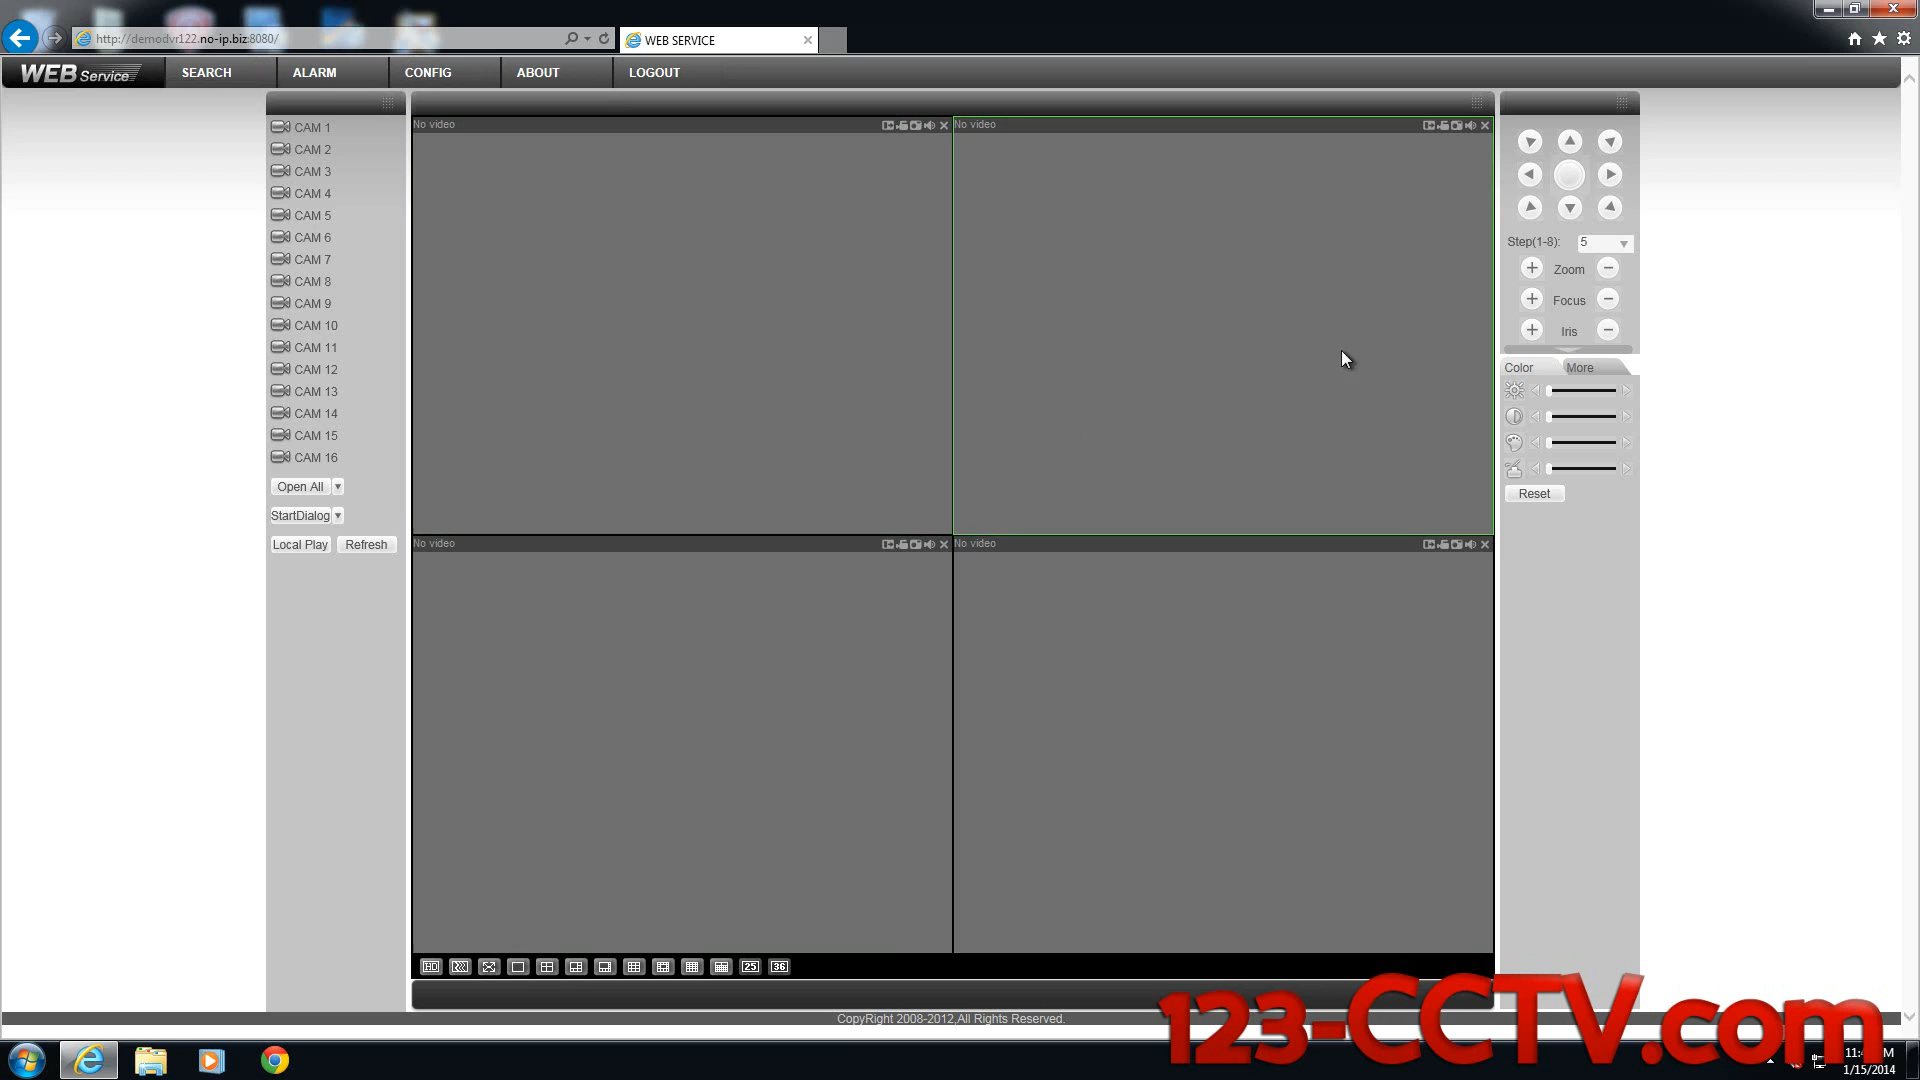 http://demodvr122.no-ip.biz:8080/
WEB SERVICE
WEB Service
SEARCH
ALARM
CONFIG
ABOUT
LOGOUT
CAM 1
CAM 2
CAM 3
CAM 4
CAM 5
CAM 6
CAM 7
CAM 8
CAM 9
CAM 10
CAM 11
CAM 12
CAM 13
CAM 14
CAM 15
CAM 16
Open All
StartDialog
Local Play Refresh
No video
No video
No video
No video
HD
25
36
Step(1-8): 5
Zoom
Focus
Iris
Color More
Reset
CopyRight 2008-2012,All Rights Reserved.
123-CCTV.com
1/15/2014